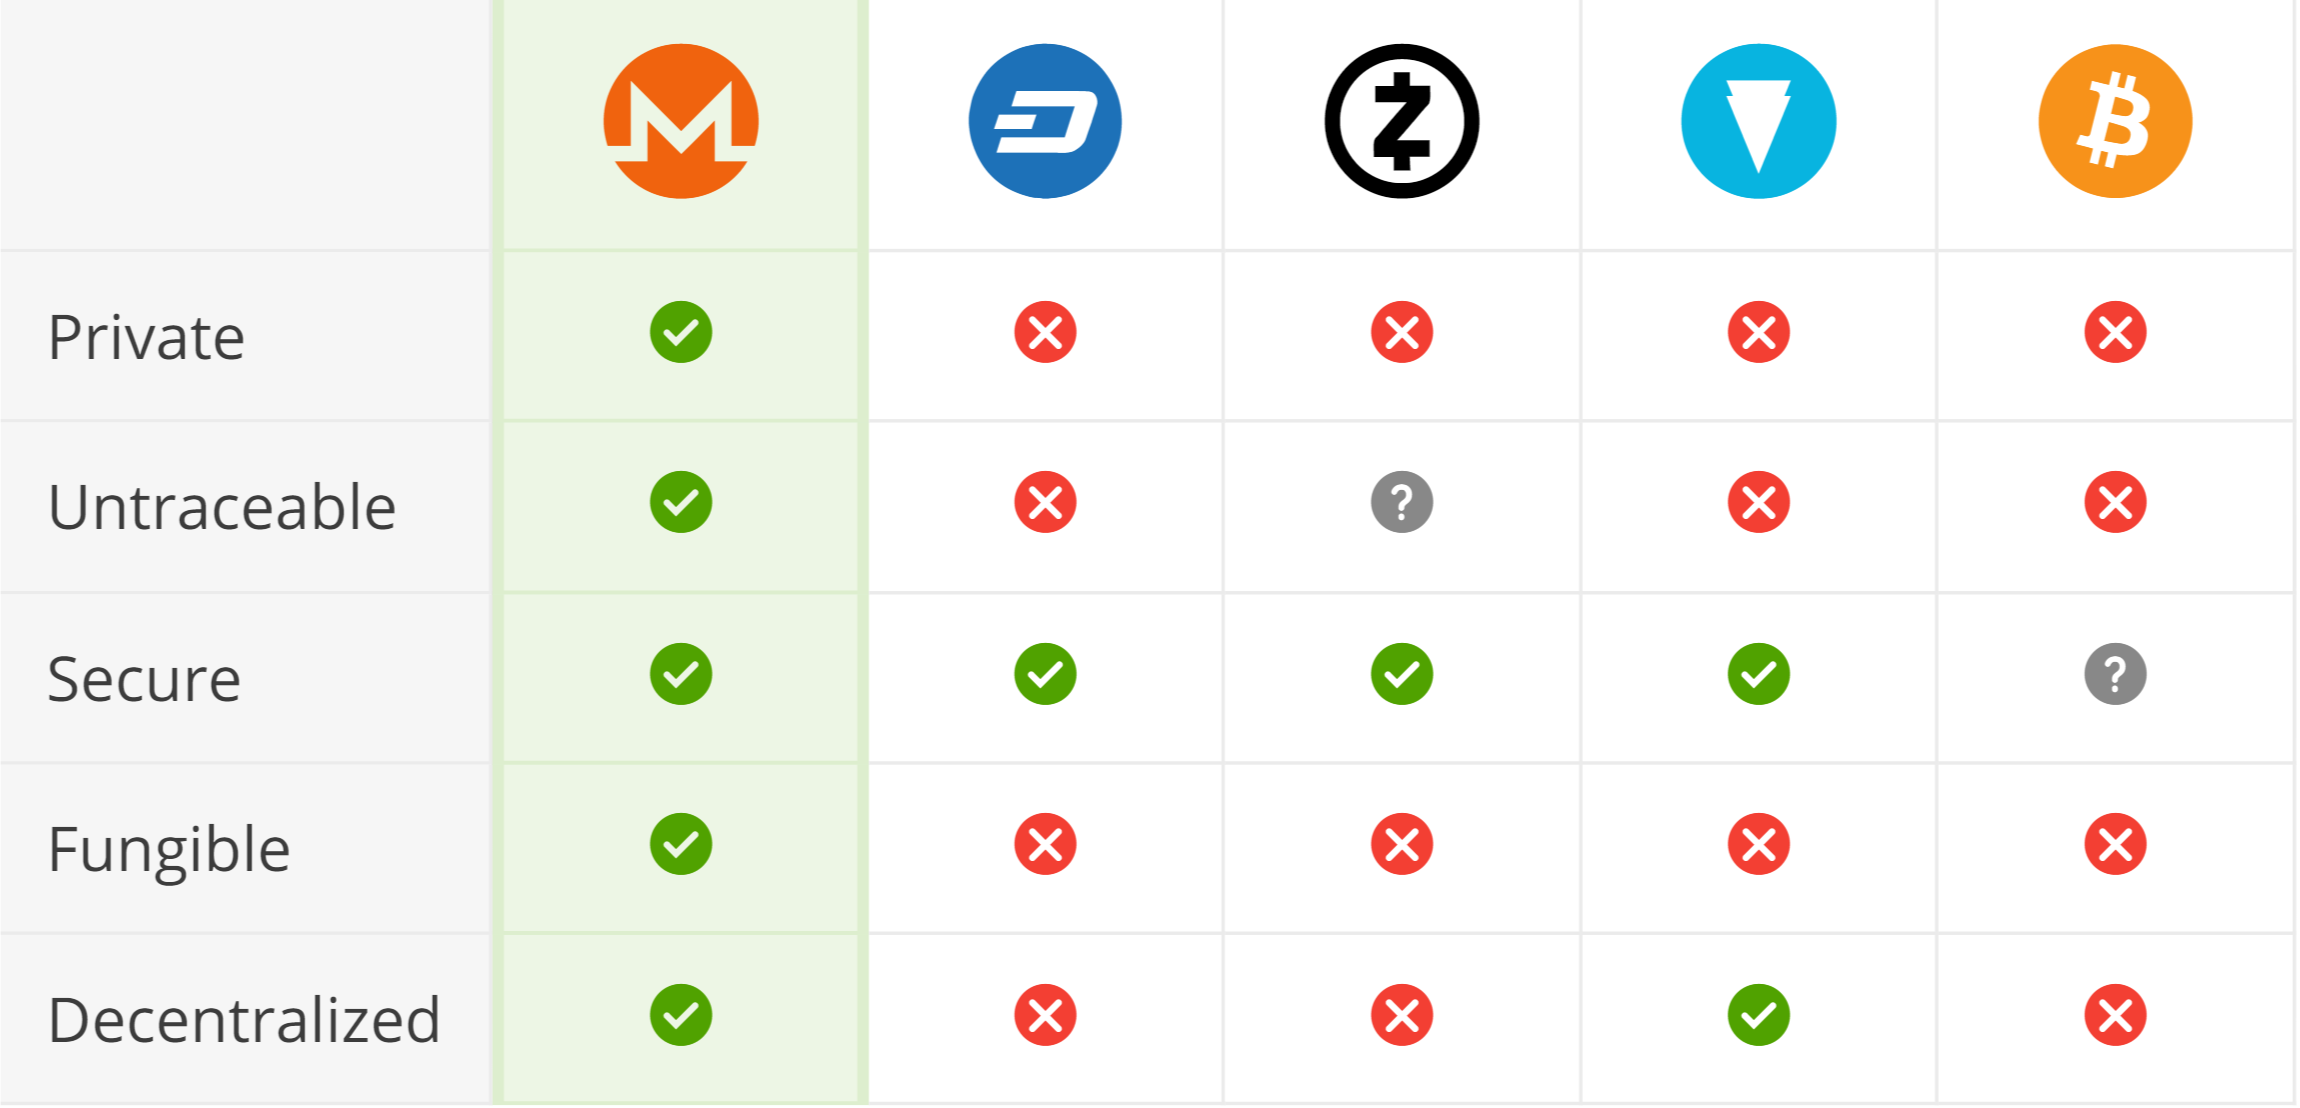 Private
Untraceable
Secure
Fungible
Decentralized